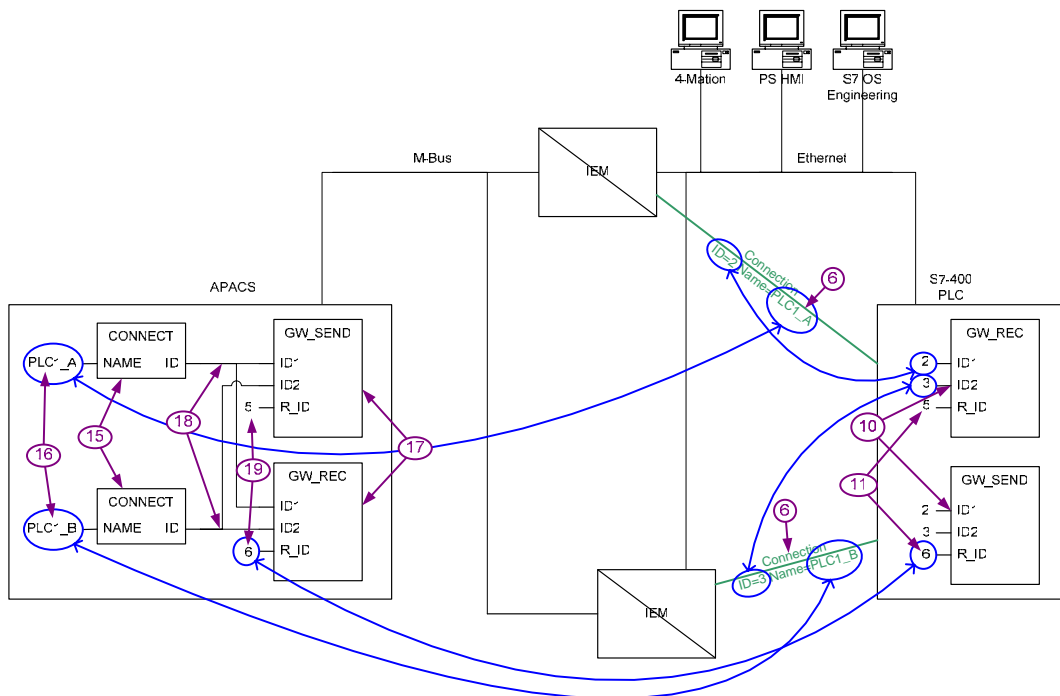 4-Mation
PS HMI
S7 OS
Engineering
M-Bus
Ethernet
IEM
Connection
ID=2 Name=PLC1_A
6
APACS
S7-400
PLC
CONNECT
NAME ID
PLC1_A
GW_SEND
ID1
ID2
5 R_ID
GW_REC
2 ID1
3 ID2
5 R_ID
18
16
15
19
17
10
11
CONNECT
NAME ID
PLC1_B
GW_REC
ID1
ID2
6 R_ID
GW_SEND
2 ID1
3 ID2
6 R_ID
6
Connection
ID=3 Name=PLC1_B
IEM